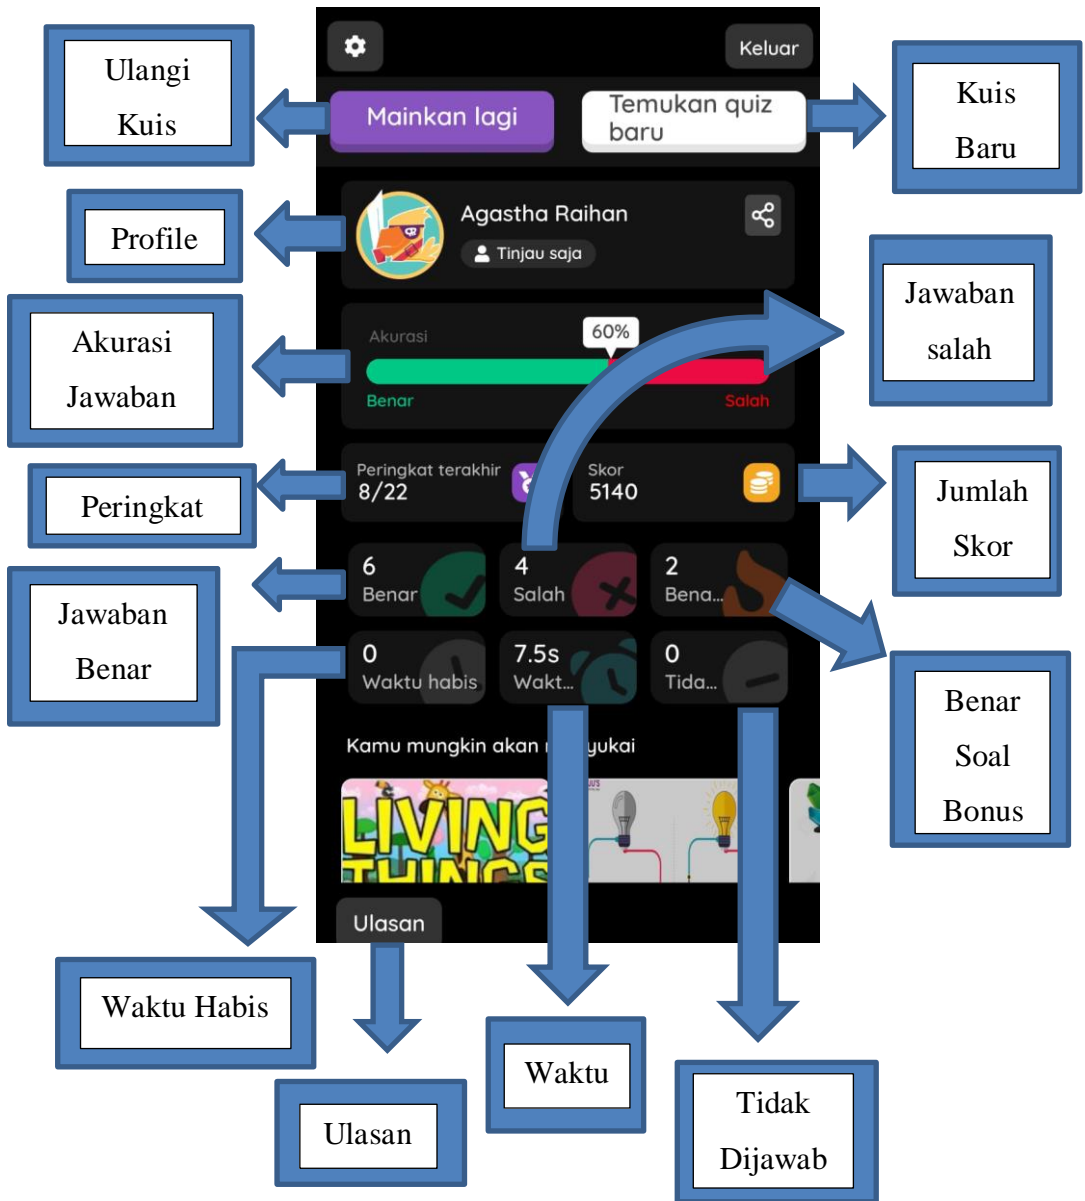 Keluar
Ulangi
Kuis
Mainkan lagi
Temukan quiz
baru
Kuis
Baru
Profile
Agastha Raihan
Tinjau saja
Jawaban
salah
Akurasi
Jawaban
Akurasi
60%
Benar
Salah
Peringkat
Peringkat terakhir
8/22
Skor
5140
Jumlah
Skor
Jawaban
Benar
6
Benar
4
Salah
2
Bena...
0
Waktu habis
7.5s
Wakt...
0
Tida...
Benar
Soal
Bonus
Kamu mungkin akan
LIVING
THINGS
Ulasan
Waktu Habis
Ulasan
Waktu
Tidak
Dijawab